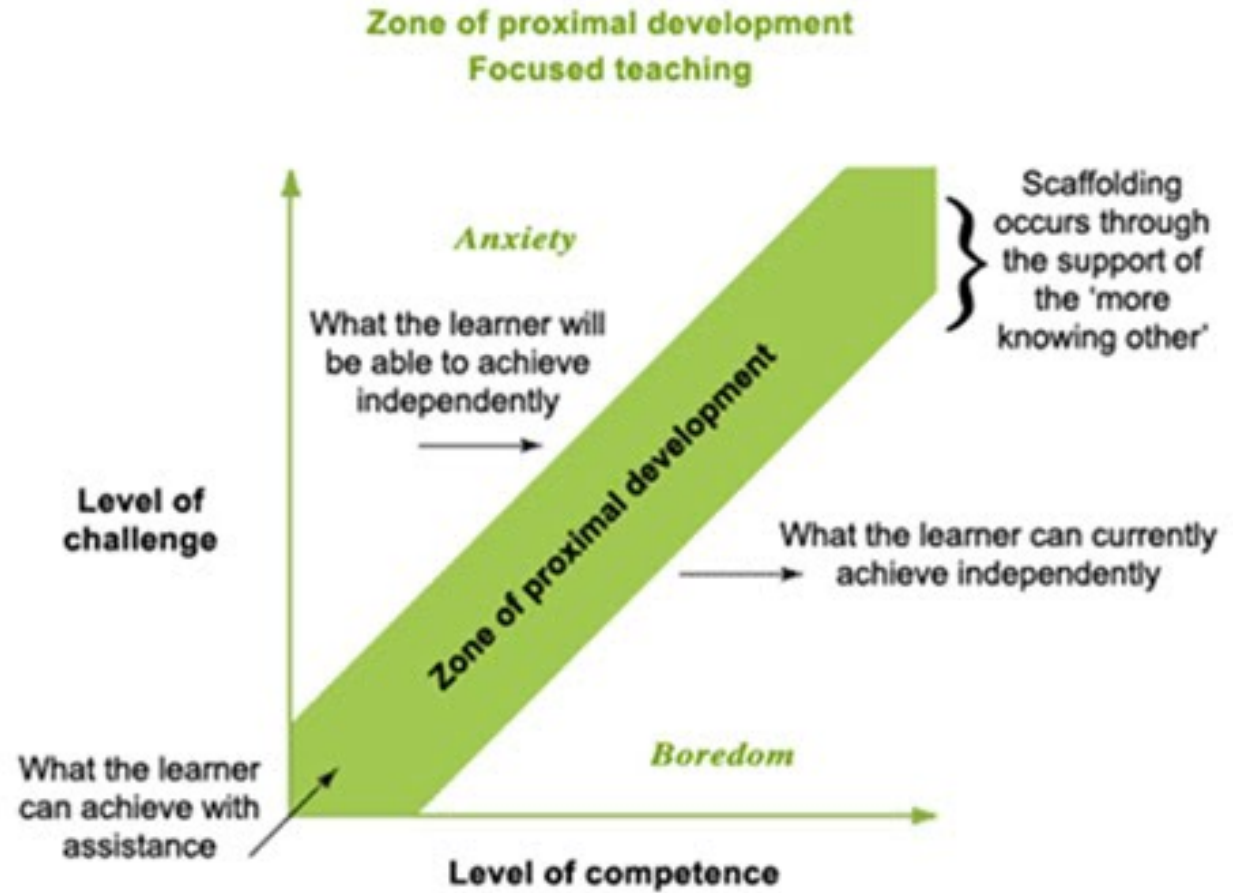 Zone of proximal development
Focused teaching
Anxiety
Scaffolding
occurs through
the support of
the ‘more
knowing other’
What the learner will
be able to achieve
independently
Zone of proximal development
Level of
challenge
What the learner can currently
achieve independently
Boredom
What the learner
can achieve with
assistance
Level of competence